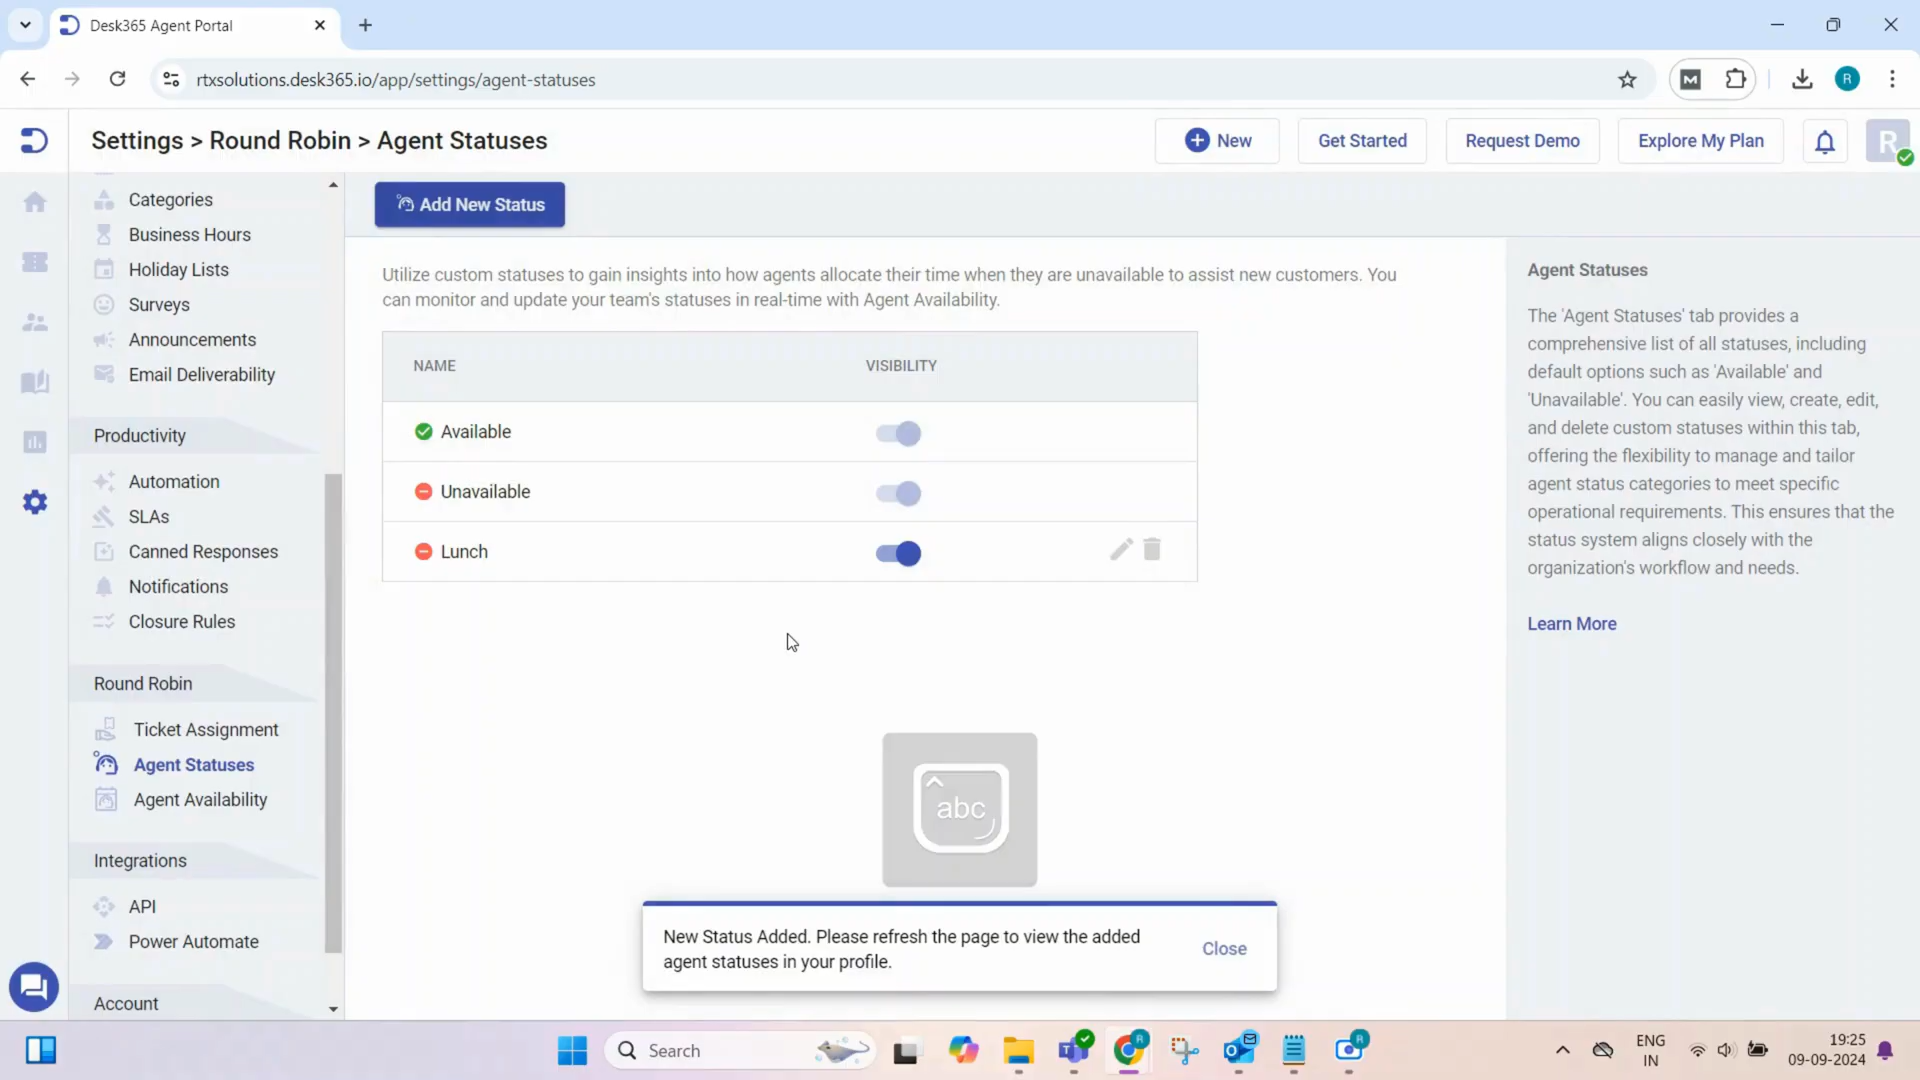 Desk365 Agent Portal
rtxsolutions.desk365.io/app/settings/agent-statuses
M
R
Settings > Round Robin > Agent Statuses
New
Get Started
Request Demo
Explore My Plan
R
Categories
Business Hours
Holiday Lists
Surveys
Announcements
Email Deliverability
Productivity
Automation
SLAs
Canned Responses
Notifications
Closure Rules
Round Robin
Ticket Assignment
Agent Statuses
Agent Availability
Integrations
API
Power Automate
Account
Add New Status
Utilize custom statuses to gain insights into how agents allocate their time when they are unavailable to assist new customers. You
can monitor and update your team's statuses in real-time with Agent Availability.
NAME VISIBILITY
Available
Unavailable
Lunch
abc
New Status Added. Please refresh the page to view the added
agent statuses in your profile.
Close
Agent Statuses
The 'Agent Statuses' tab provides a
comprehensive list of all statuses, including
default options such as 'Available' and
'Unavailable'. You can easily view, create, edit,
and delete custom statuses within this tab,
offering the flexibility to manage and tailor
agent status categories to meet specific
operational requirements. This ensures that the
status system aligns closely with the
organization's workflow and needs.
Learn More
Search
R
R
ENG
IN
19:25
09-09-2024